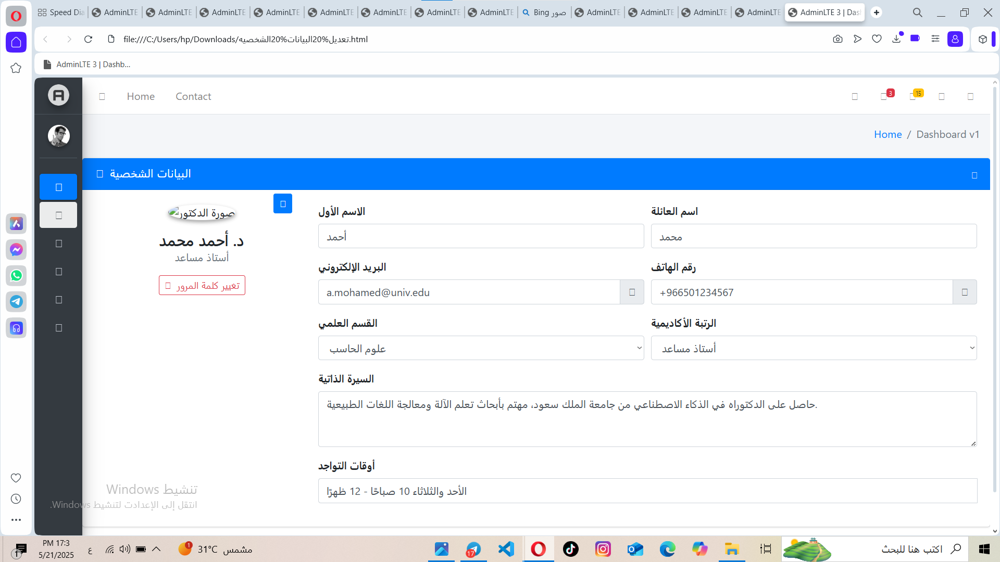 Speed Dia
AdminLTE
AdminLTE
AdminLTE
AdminLTE
AdminLTE
AdminLTE
AdminLTE
AdminLTE
صور Bing
AdminLTE
AdminLTE
AdminLTE
AdminLTE
AdminLTE 3 | Das
file:///C:/Users/hp/Downloads/تعديل%20البيانات%20الشخصيه.html
AdminLTE 3 | Dashb...
Home
Contact
3
15
Home / Dashboard v1
البيانات الشخصية
صورة الدكتور
د. أحمد محمد
أستاذ مساعد
تغيير كلمة المرور
الاسم الأول
اسم العائلة
أحمد
محمد
البريد الإلكتروني
رقم الهاتف
a.mohamed@univ.edu
+966501234567
القسم العلمي
الرتبة الأكاديمية
علوم الحاسب
أستاذ مساعد
السيرة الذاتية
حاصل على الدكتوراه في الذكاء الاصطناعي من جامعة الملك سعود، مهتم بأبحاث تعلم الآلة ومعالجة اللغات الطبيعية.
أوقات التواجد
الأحد والثلاثاء 10 صباحًا - 12 ظهرًا
تنشيط Windows
انتقل إلى الإعدادت لتنشيط Windows.
1
PM 17:3
5/21/2025
ع
1
31°C مشمس
17
اكتب هنا للبحث